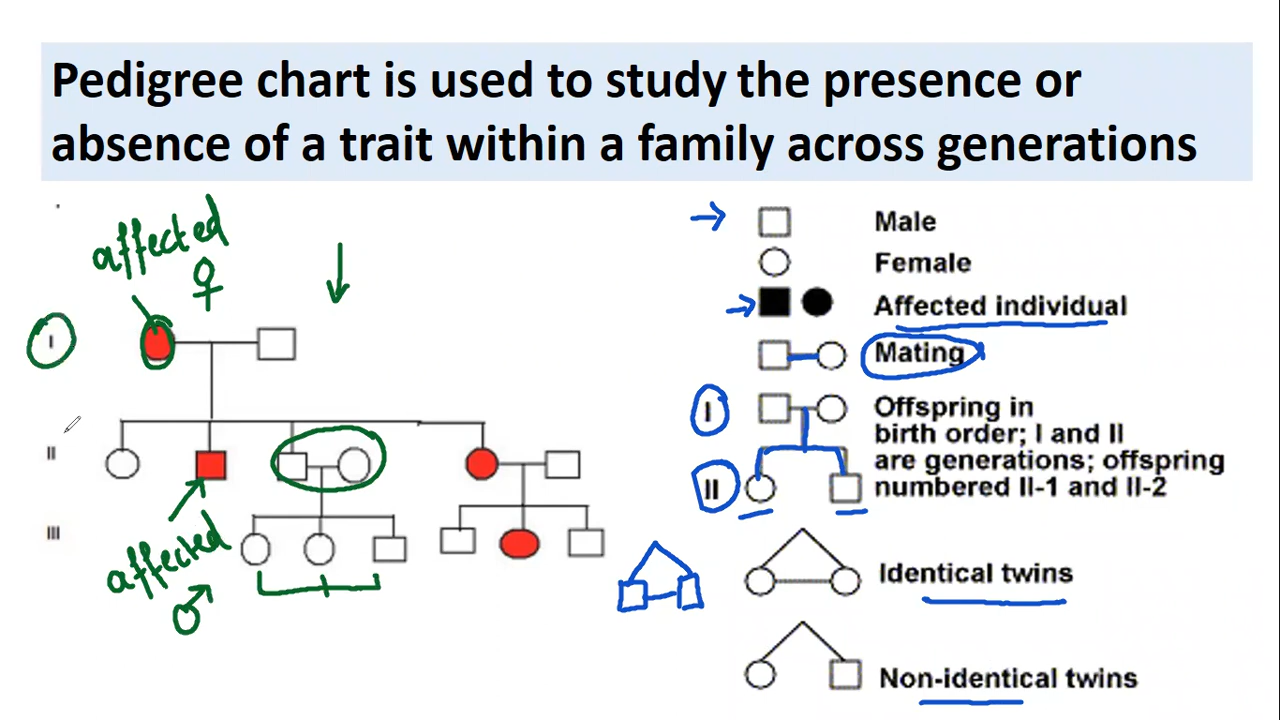 Pedigree chart is used to study the presence or
absence of a trait within a family across generations
affected
♀
I
II
III
affected
♂
Male
Female
Affected individual
Mating
I
Offspring in
birth order; I and II
are generations; offspring
II
numbered II-1 and II-2
Identical twins
Non-identical twins